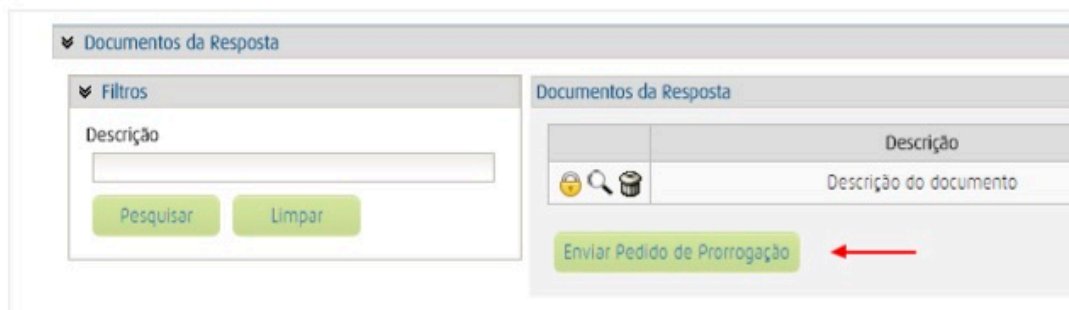 Documentos da Resposta
Filtros
Descrição
Pesquisar
Limpar
Documentos da Resposta
Descrição
Descrição do documento
Enviar Pedido de Prorrogação